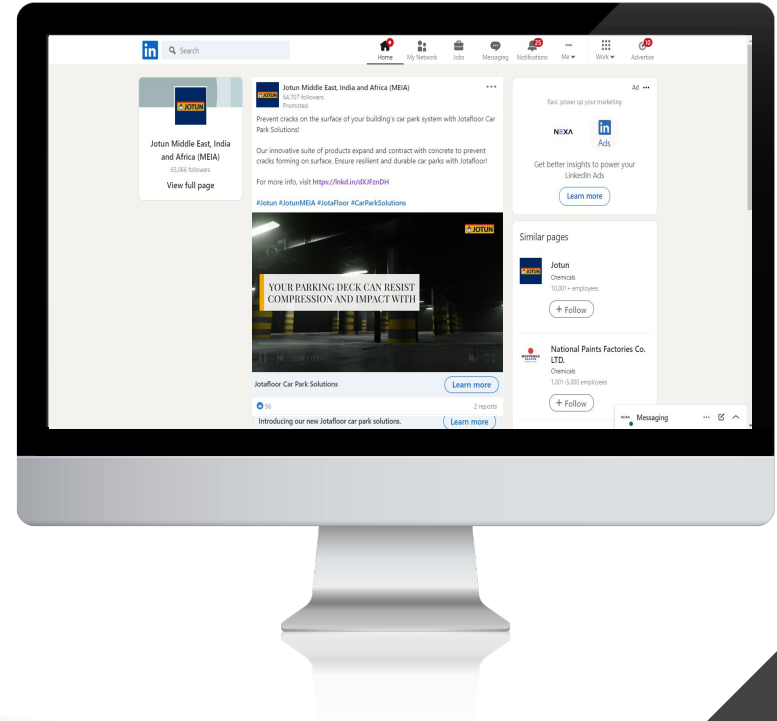 in
Search
Home
My Network
Jobs
Messaging
25
Notifications
Me
Work
10
Advertise
JOTUN
Jotun Middle East, India
and Africa (MEIA)
65,066 followers
View full page
JOTUN
Jotun Middle East, India and Africa (MEIA)
64,707 followers
Promoted
Prevent cracks on the surface of your building's car park system with Jotafloor Car
Park Solutions!
Our innovative suite of products expand and contract with concrete to prevent
cracks forming on surface. Ensure resilient and durable car parks with Jotafloor!
For more info, visit https://lnkd.in/dXJFznDH
#Jotun #JotunMEIA #JotaFloor #CarParkSolutions
JOTUN
YOUR PARKING DECK CAN RESIST
COMPRESSION AND IMPACT WITH
Jotafloor Car Park Solutions
Learn more
56
2 reposts
Introducing our new Jotafloor car park solutions.
Learn more
Ad
Ravi, power up your marketing
NEXA
in
Ads
Get better insights to power your
LinkedIn Ads
Learn more
Similar pages
JOTUN
Jotun
Chemicals
10,001+ employees
+ Follow
National Paints Factories Co.
LTD.
Chemicals
1,001-5,000 employees
+ Follow
Messaging